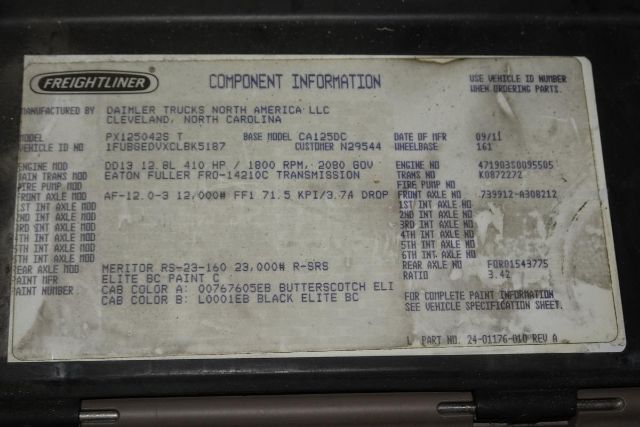 FREIGHTLINER
COMPONENT INFORMATION
USE VEHICLE ID NUMBER
WHEN ORDERING PARTS.
MANUFACTURED BY DAIMLER TRUCKS NORTH AMERICA LLC
CLEVELAND, NORTH CAROLINA
MODEL PX125042S T BASE MODEL CA125DC DATE OF MFR 09/11
VEHICLE ID NO 1FUBGEDVXCLBK5187 CUSTOMER N29544 WHEELBASE 161
ENGINE MOD DD13 12.8L 410 HP / 1800 RPM, 2080 GOV ENGINE NO 471903S0095505
MAIN TRANS MOD EATON FULLER FRO-14210C TRANSMISSION TRANS NO K0872272
FIRE PUMP MOD FIRE PUMP NO
FRONT AXLE MOD AF-12.0-3 12,000# FF1 71.5 KPI/3.74 DROP FRONT AXLE NO 739912-A308212
1ST INT AXLE MOD 1ST INT AXLE NO
2ND INT AXLE MOD 2ND INT AXLE NO
3RD INT AXLE MOD 3RD INT AXLE NO
4TH INT AXLE MOD 4TH INT AXLE NO
5TH INT AXLE MOD 5TH INT AXLE NO
6TH INT AXLE MOD 6TH INT AXLE NO
REAR AXLE MOD MERITOR RS-23-160 23,000# R-SRS REAR AXLE NO FOR01543775
PAINT MFR ELITE BC PAINT C RATIO 3.42
PAINT NUMBER CAB COLOR A: 00767605EB BUTTERSCOTCH ELI
CAB COLOR B: L0001EB BLACK ELITE BC
FOR COMPLETE PAINT INFORMATION
SEE VEHICLE SPECIFICATION SHEET.
1 PART NO. 24-01176-010 REV A